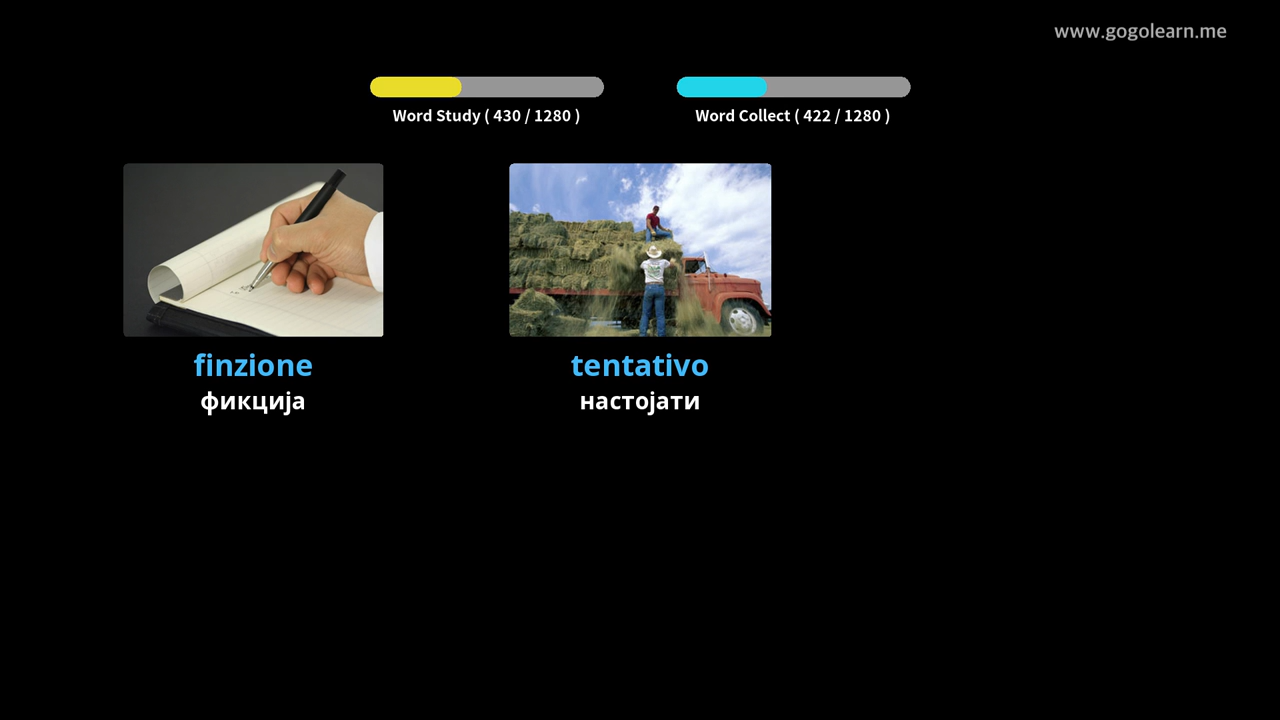 www.gogolearn.me
Word Study ( 430 / 1280 )
Word Collect ( 422 / 1280 )
finzione
фикција
tentativo
настојати